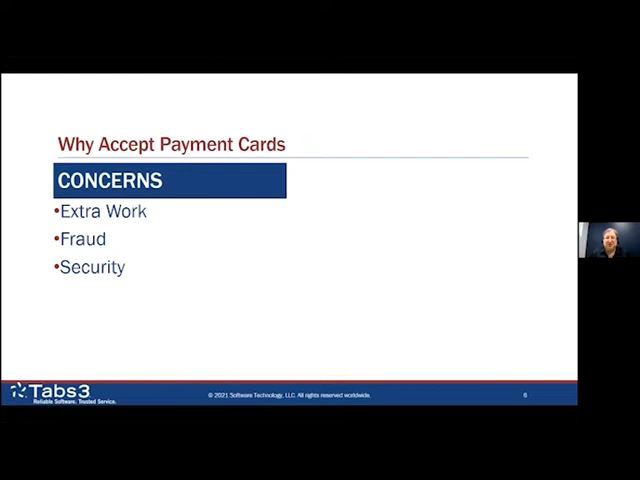 Why Accept Payment Cards
CONCERNS
•Extra Work
•Fraud
•Security
Tabs3
Reliable Software. Trusted Service.
© 2021 Software Technology, LLC. All rights reserved worldwide.
6